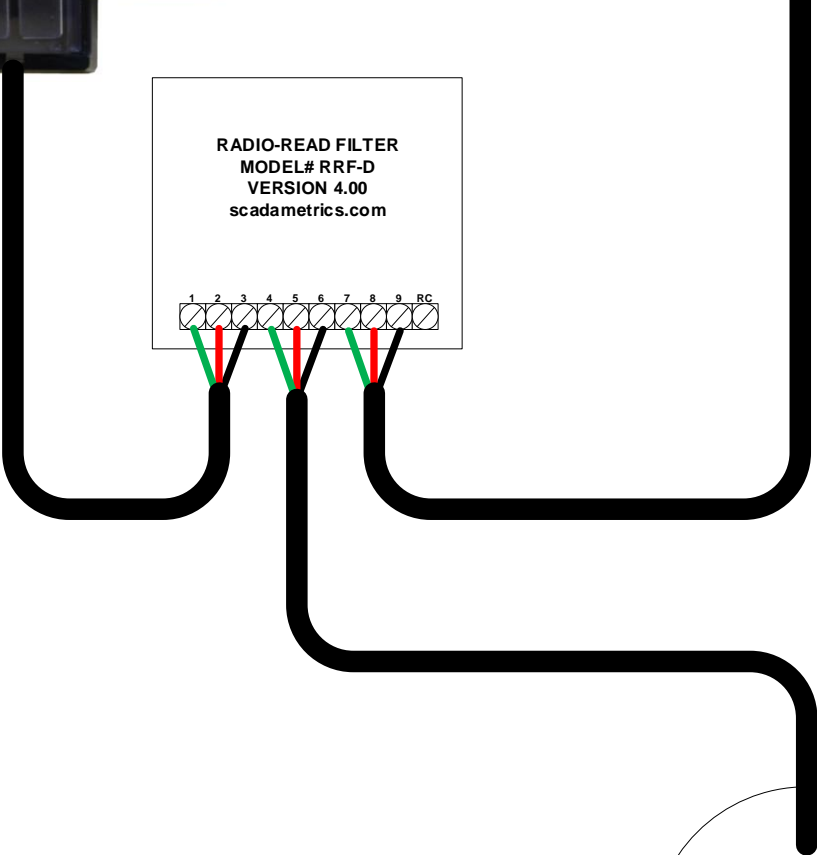 RADIO-READ FILTER
MODEL# RRF-D
VERSION 4.00
scadametrics.com
1 2 3 4 5 6 7 8 9 RC